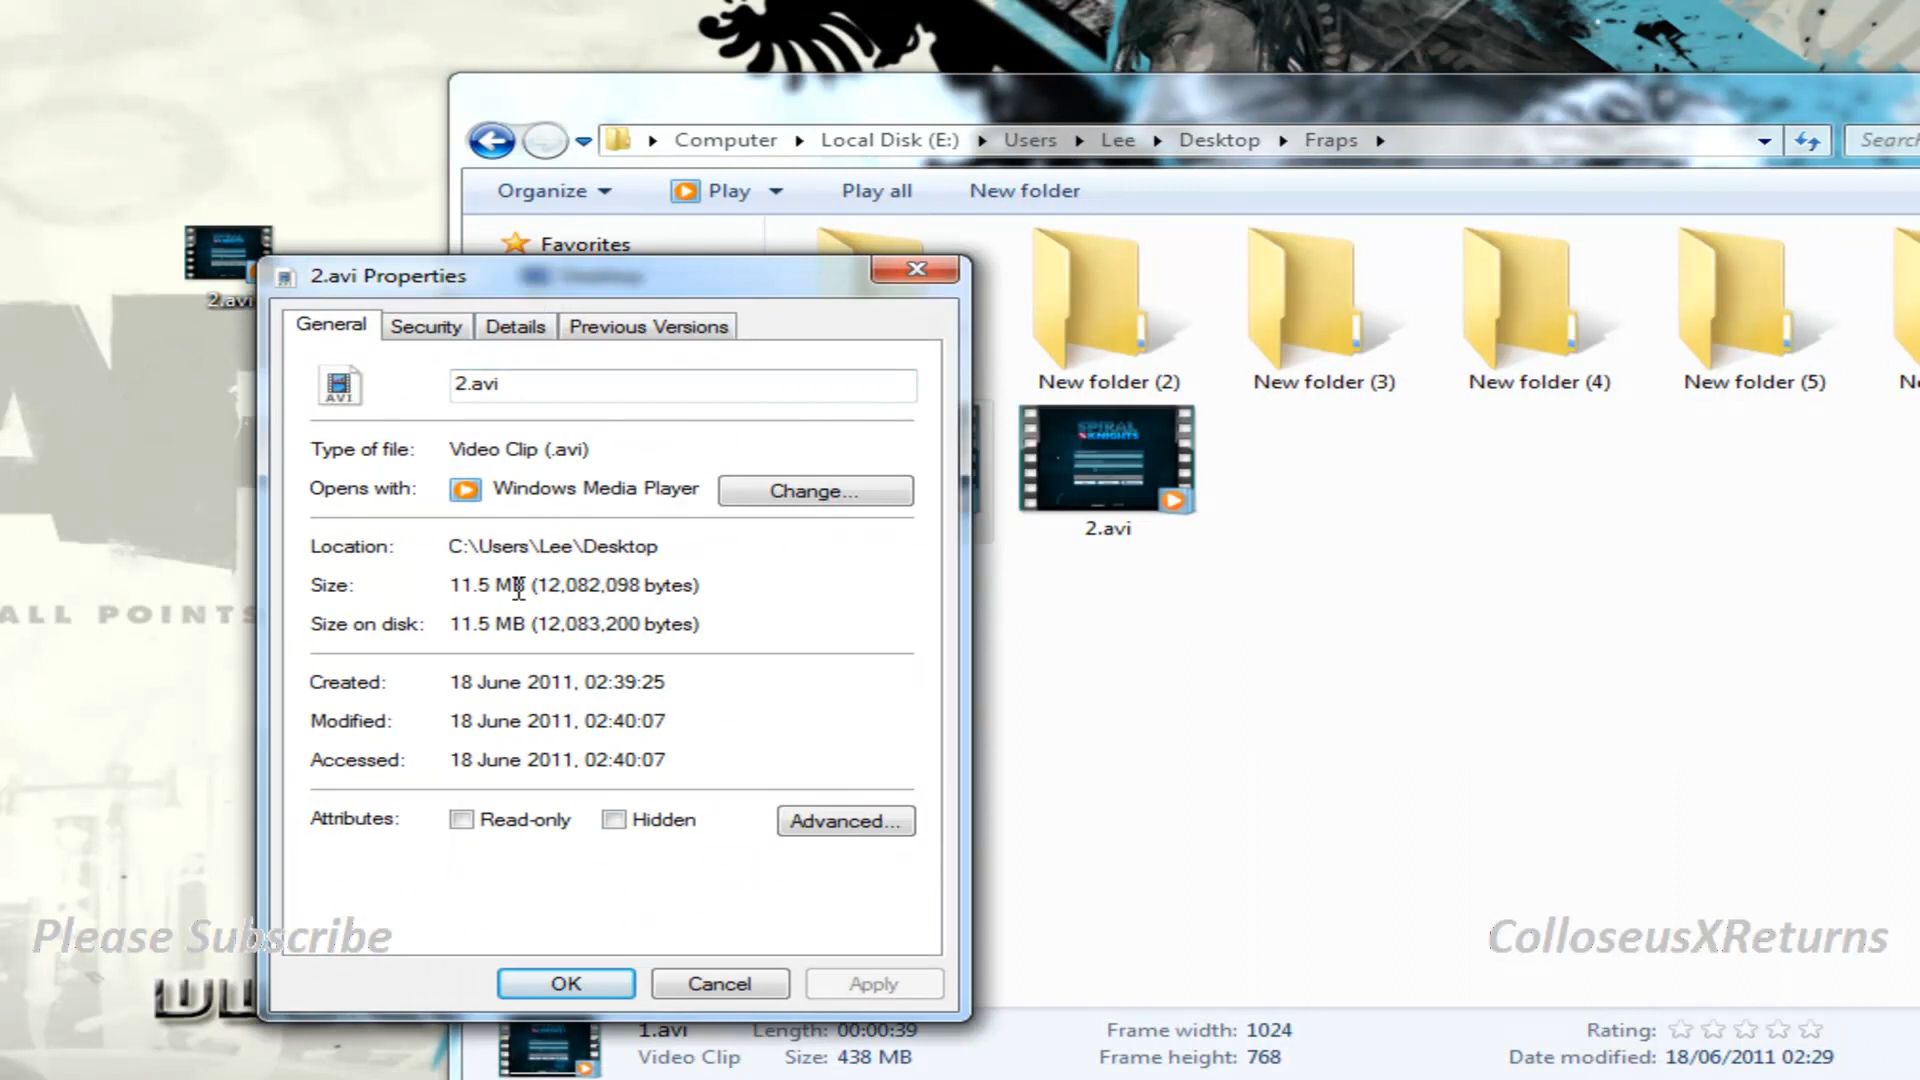 Computer Local Disk (E:) Users Lee Desktop Fraps
Search
Organize Play Play all New folder
Favorites
2.avi
2.avi Properties
General Security Details Previous Versions
2.avi
Type of file: Video Clip (.avi)
Opens with: Windows Media Player Change...
Location: C:\Users\Lee\Desktop
Size: 11.5 MB (12,082,098 bytes)
Size on disk: 11.5 MB (12,083,200 bytes)
Created: 18 June 2011, 02:39:25
Modified: 18 June 2011, 02:40:07
Accessed: 18 June 2011, 02:40:07
Attributes: Read-only Hidden Advanced...
OK Cancel Apply
New folder (2) New folder (3) New folder (4) New folder (5)
SPIRAL KNIGHTS
AVI
2.avi
ALL POINTS
Please Subscribe
ColloseusXReturns
1.avi Length: 00:00:39 Frame width: 1024 Rating:
Video Clip Size: 438 MB Frame height: 768 Date modified: 18/06/2011 02:29